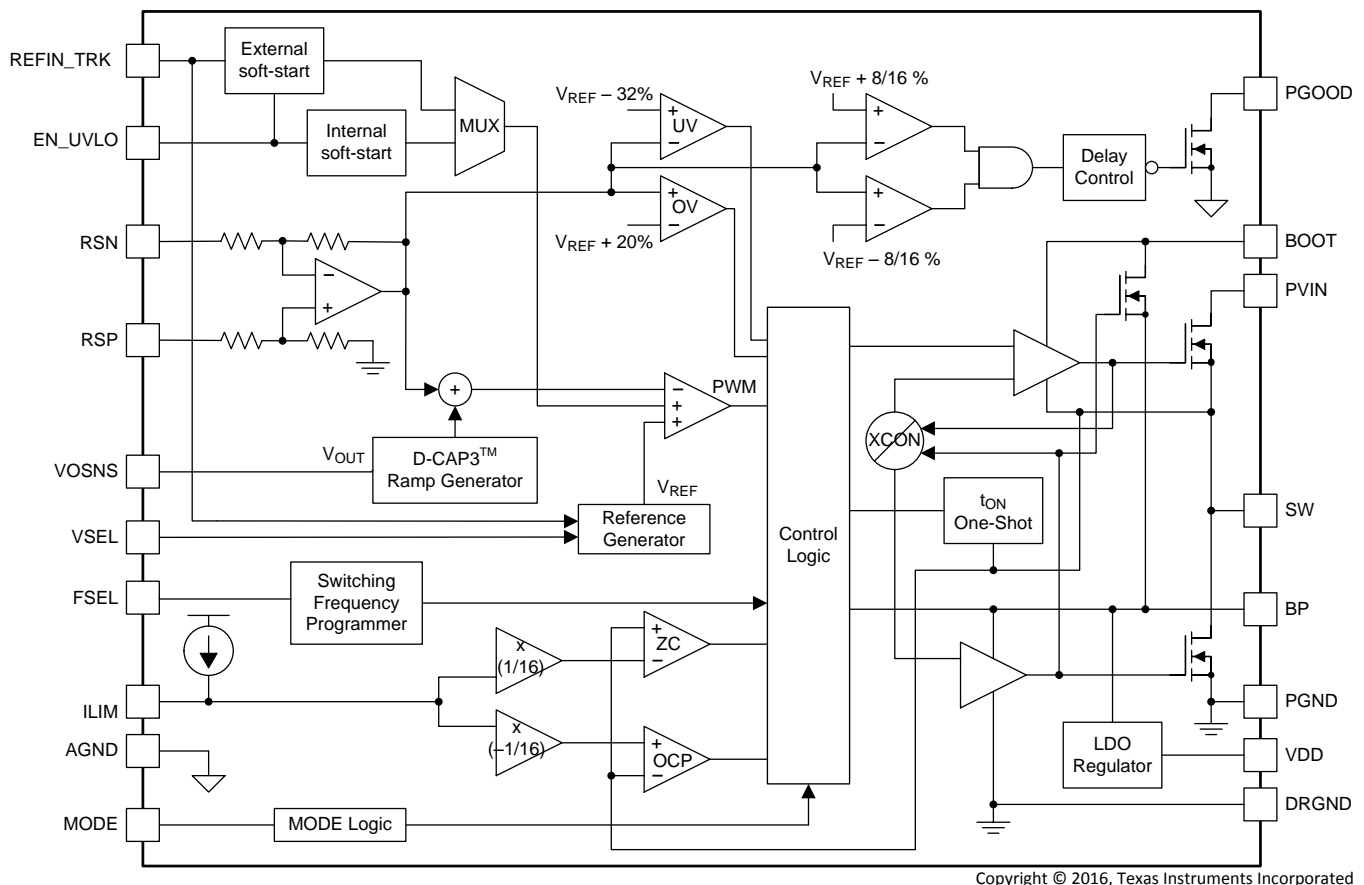 REFIN_TRK
External
soft-start
EN_UVLO
Internal
soft-start
MUX
V_REF – 32%
+
UV
–
+
OV
–
V_REF + 20%
V_REF + 8/16 %
+
–
+
–
V_REF – 8/16 %
Delay
Control
PGOOD
BOOT
PVIN
RSN
–
+
RSP
+
–
+
+
PWM
VOSNS
V_OUT
D-CAP3™
Ramp Generator
V_REF
VSEL
Reference
Generator
Control
Logic
XCON
t_ON
One-Shot
SW
FSEL
Switching
Frequency
Programmer
BP
x
(1/16)
+
ZC
–
ILIM
x
(–1/16)
+
OCP
–
PGND
AGND
LDO
Regulator
VDD
DRGND
MODE
MODE Logic
Copyright © 2016, Texas Instruments Incorporated